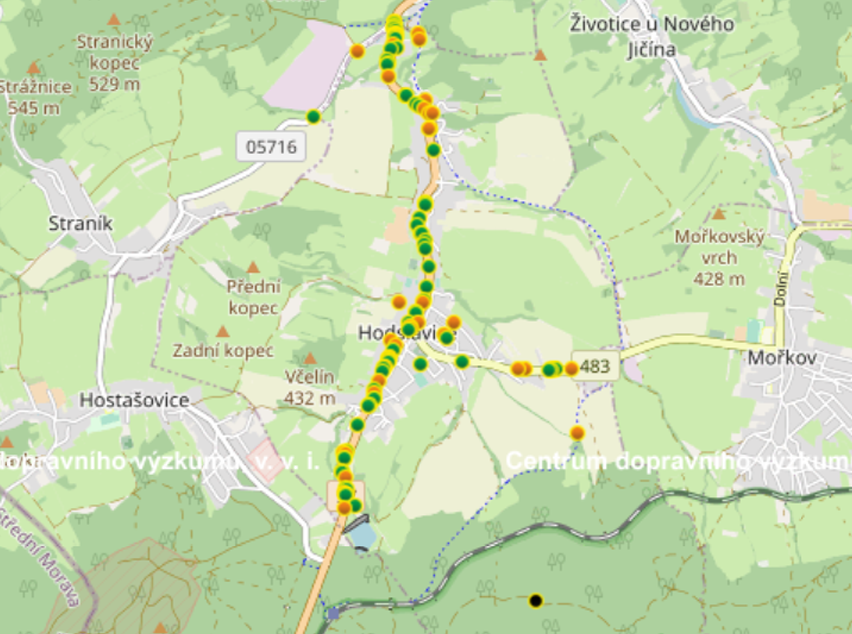 Životice u Nového
Jičína
Stranický
kopec
529 m
Strážnice
545 m
05716
Straník
Mořkovský
vrch
428 m
Dolní
Přední
kopec
Zadní kopec
Včelín
432 m
483
Mořkov
Hostašovice
dopravního výzkumu, v. v. i.
Centrum dopravního výzkumu
Střední Morava